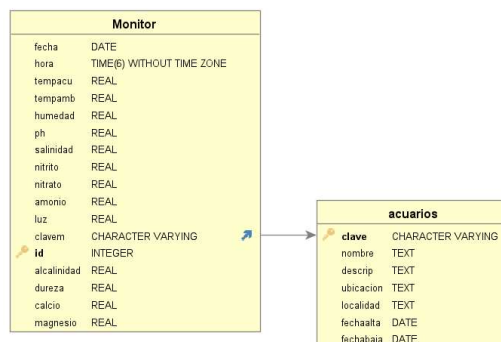 Monitor
fecha DATE
hora TIME(6) WITHOUT TIME ZONE
tempacu REAL
tempamb REAL
humedad REAL
ph REAL
salinidad REAL
nitrito REAL
nitrato REAL
amonio REAL
luz REAL
clavem CHARACTER VARYING
id INTEGER
alcalinidad REAL
dureza REAL
calcio REAL
magnesio REAL
acuarios
clave CHARACTER VARYING
nombre TEXT
descrip TEXT
ubicacion TEXT
localidad TEXT
fechaalta DATE
fechabaja DATE